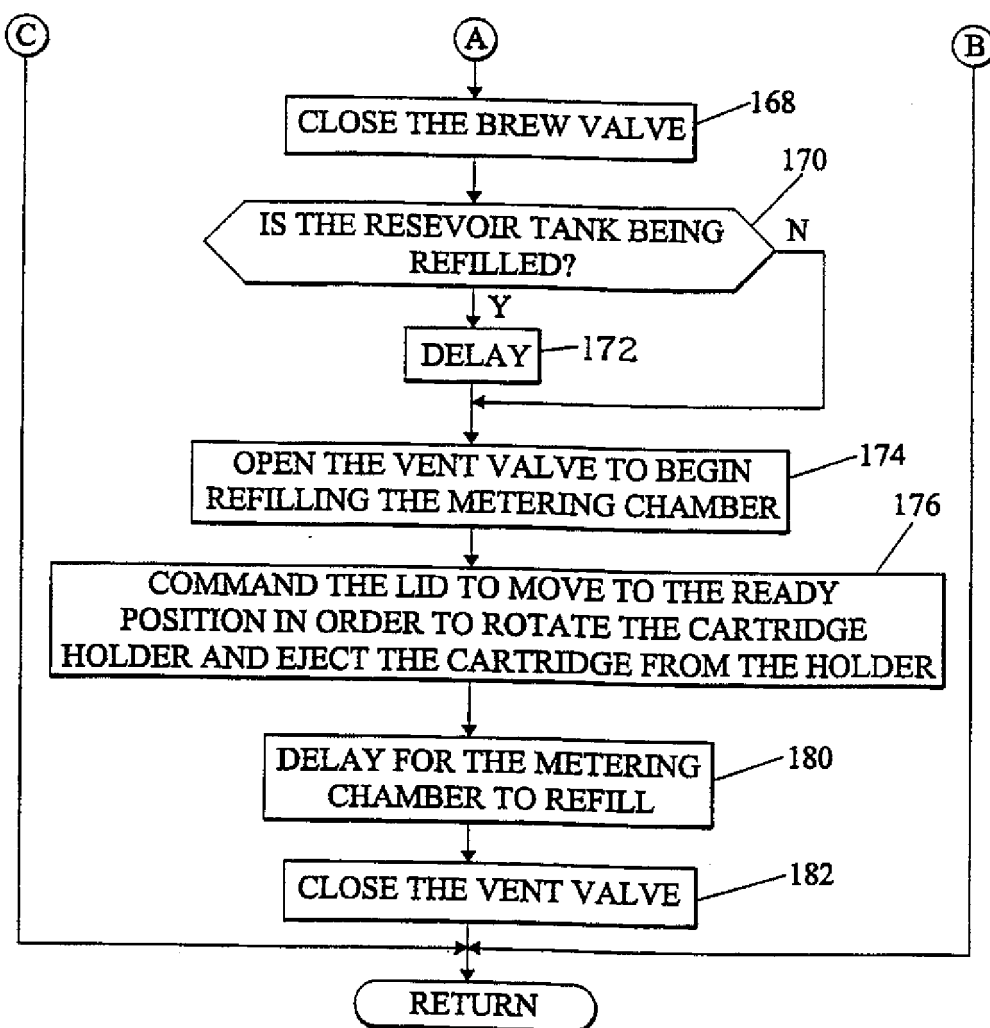 C
A
B
CLOSE THE BREW VALVE
168
170
IS THE RESEVOIR TANK BEING
REFILLED?
N
Y
DELAY
172
OPEN THE VENT VALVE TO BEGIN
REFILLING THE METERING CHAMBER
174
176
COMMAND THE LID TO MOVE TO THE READY
POSITION IN ORDER TO ROTATE THE CARTRIDGE
HOLDER AND EJECT THE CARTRIDGE FROM THE HOLDER
DELAY FOR THE METERING
CHAMBER TO REFILL
180
CLOSE THE VENT VALVE
182
RETURN